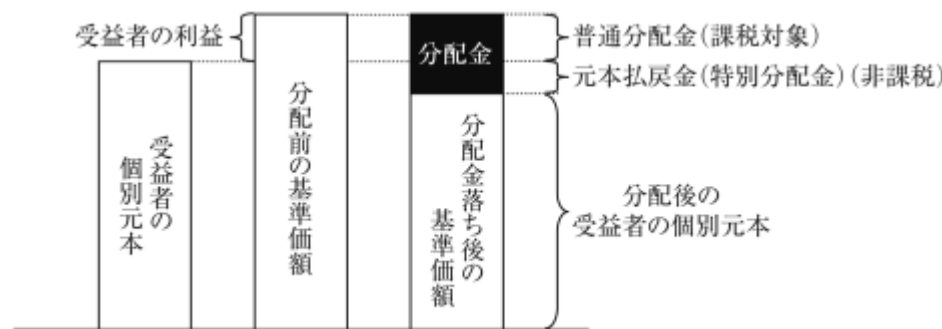 受益者の利益
分配金
普通分配金(課税対象)
元本払戻金(特別分配金)(非課税)
受益者の
個別元本
分配前の基準価額
分配金落ち後の
基準価額
分配後の
受益者の個別元本